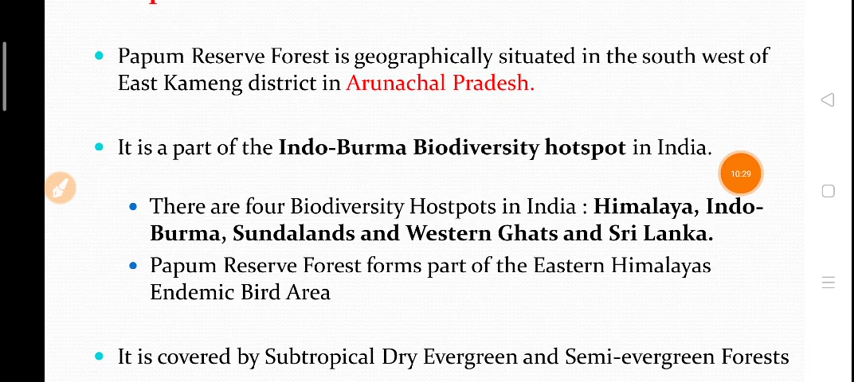 Papum Reserve Forest is geographically situated in the south west of
East Kameng district in Arunachal Pradesh.
It is a part of the Indo-Burma Biodiversity hotspot in India.
10:29
There are four Biodiversity Hostpots in India : Himalaya, Indo-
Burma, Sundalands and Western Ghats and Sri Lanka.
Papum Reserve Forest forms part of the Eastern Himalayas
Endemic Bird Area
It is covered by Subtropical Dry Evergreen and Semi-evergreen Forests